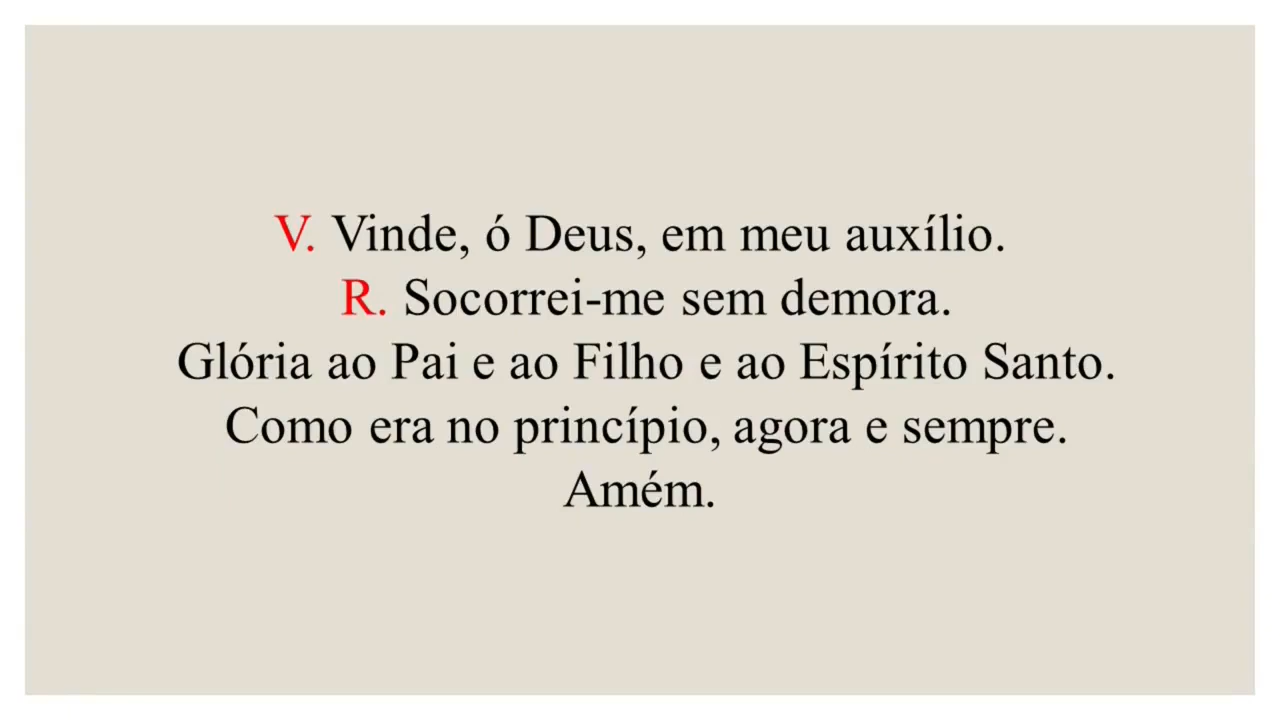 V. Vinde, ó Deus, em meu auxílio.
R. Socorrei-me sem demora.
Glória ao Pai e ao Filho e ao Espírito Santo.
Como era no princípio, agora e sempre.
Amém.